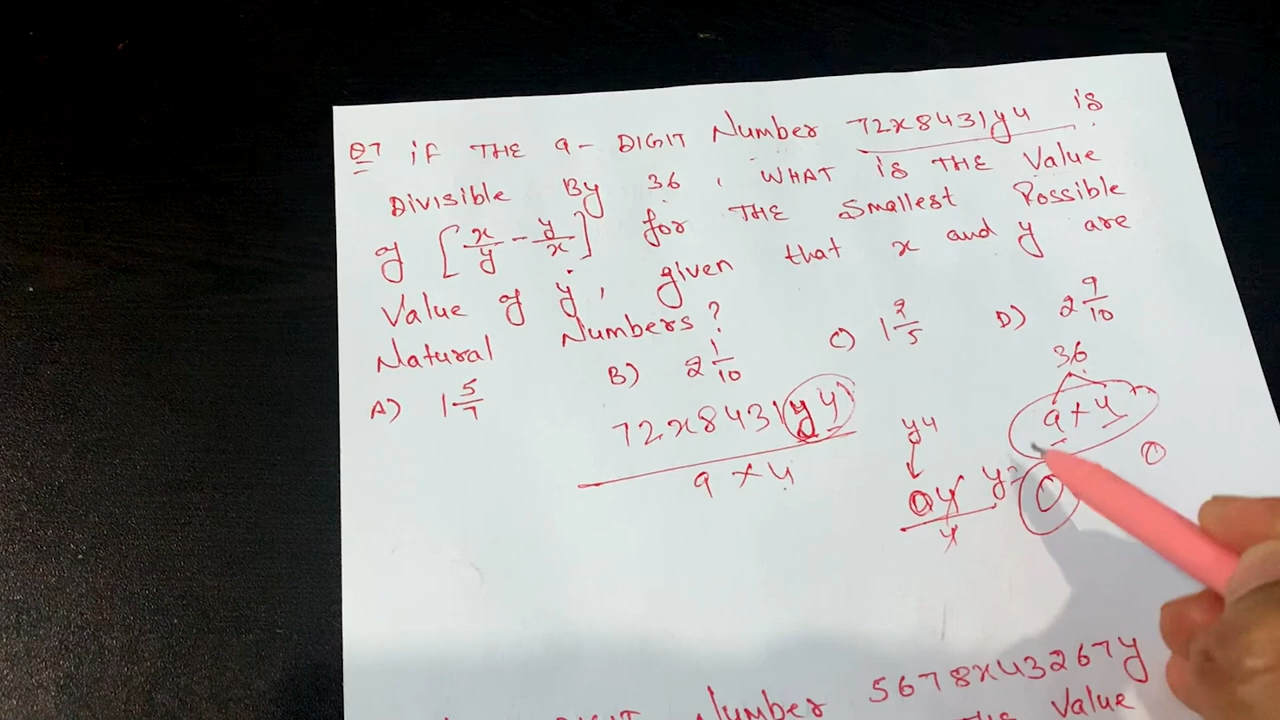 Q7 iF THE 9- DIGIT Number 72x8431y4 is
Divisible By 36, WHAT is THE Value
of [x/y - y/x] for THE Smallest Possible
Value of y, given that x and y are
Natural Numbers?
A) 1 5/7 B) 2 1/10 C) 1 2/5 D) 2 9/10
36
9 x 4
72x8431y4
9 x 4
y4
04
4
y=0
0
DIGIT Number 5678x43267y
Value